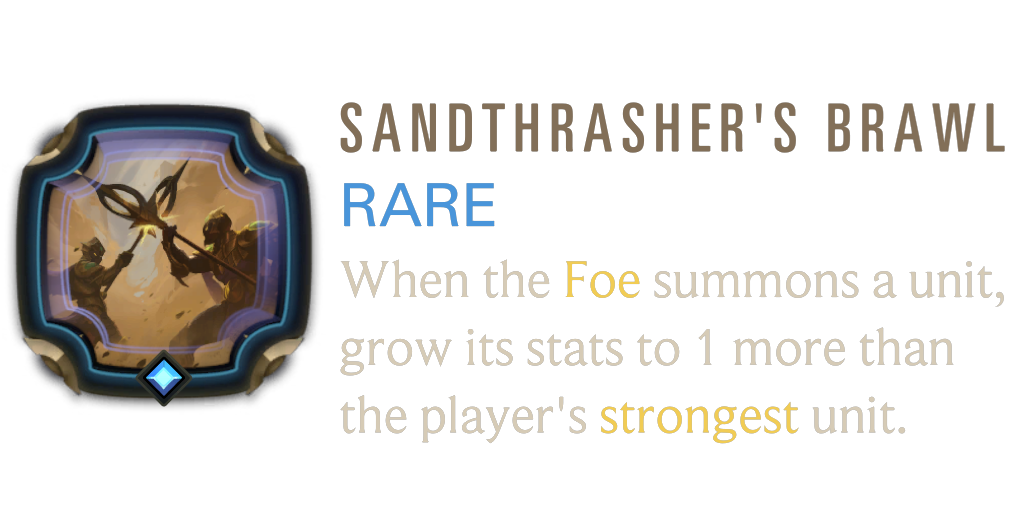 SANDTHRASHER'S BRAWL
RARE
When the Foe summons a unit,
grow its stats to 1 more than
the player's strongest unit.